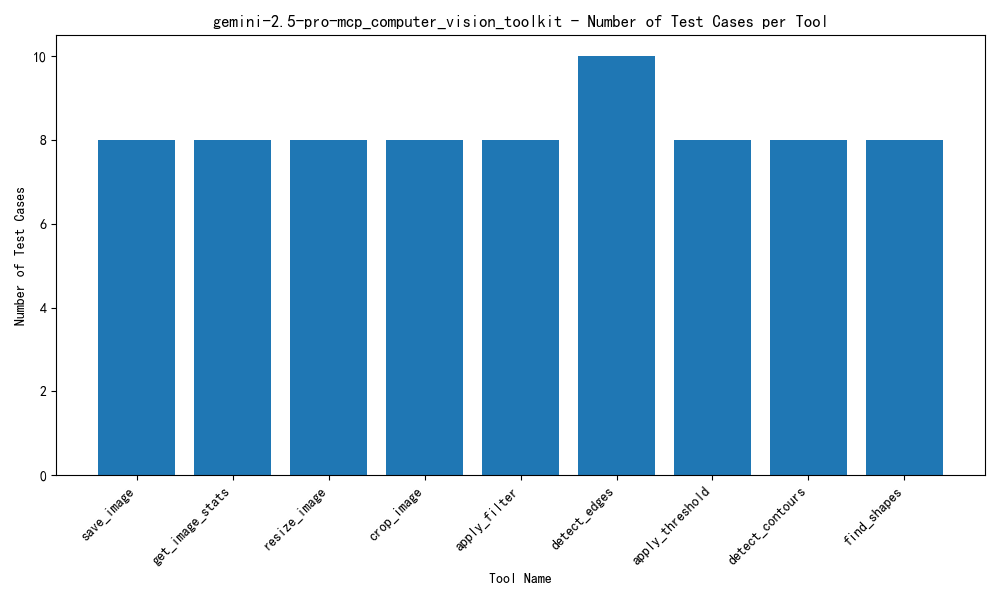 gemini-2.5-pro-mcp_computer_vision_toolkit - Number of Test Cases per Tool
10
8
6
4
2
0
Number of Test Cases
save_image
get_image_stats
resize_image
crop_image
apply_filter
detect_edges
apply_threshold
detect_contours
find_shapes
Tool Name